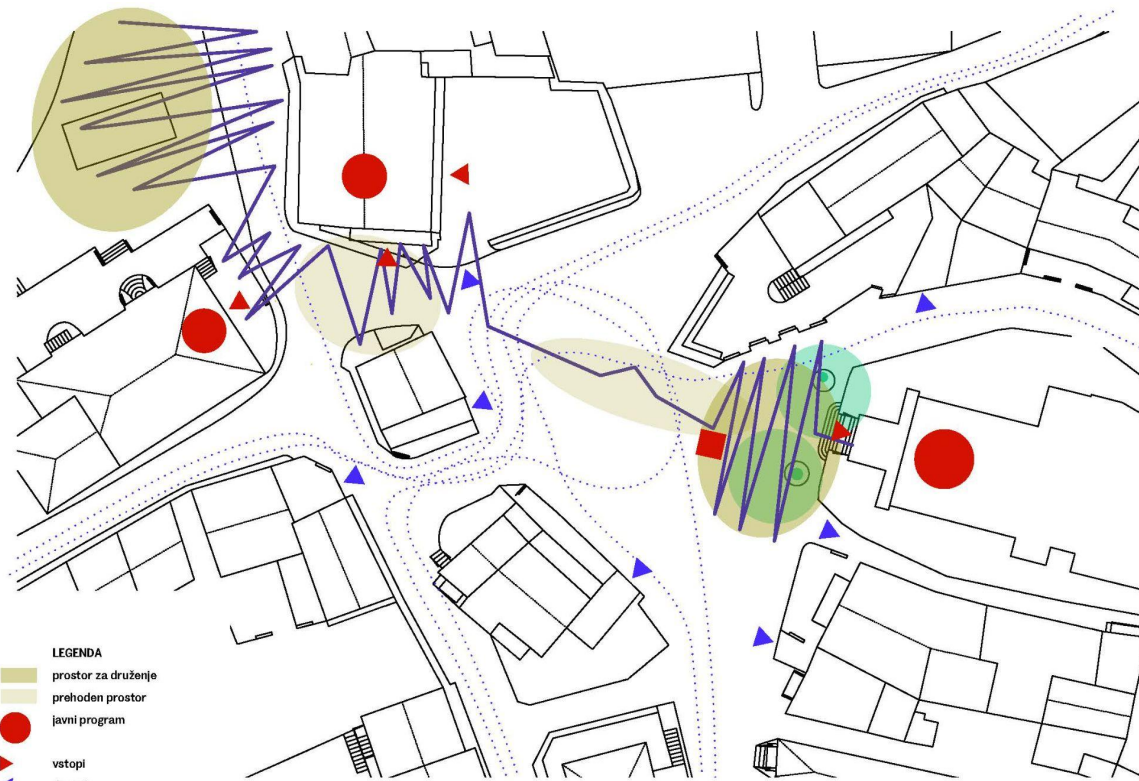 LEGENDA
prostor za druženje
prehoden prostor
javni program
vstopi